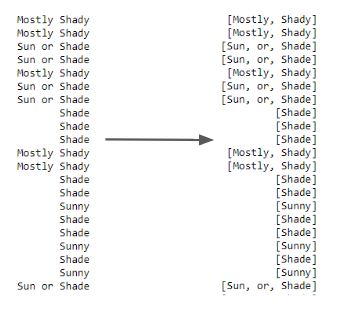 Mostly Shady
Mostly Shady
Sun or Shade
Sun or Shade
Mostly Shady
Sun or Shade
Sun or Shade
Shade
Shade
Shade
Mostly Shady
Mostly Shady
Shade
Shade
Sunny
Shade
Shade
Sunny
Shade
Sunny
Sun or Shade
[Mostly, Shady]
[Mostly, Shady]
[Sun, or, Shade]
[Sun, or, Shade]
[Mostly, Shady]
[Sun, or, Shade]
[Sun, or, Shade]
[Shade]
[Shade]
[Shade]
[Mostly, Shady]
[Mostly, Shady]
[Shade]
[Shade]
[Sunny]
[Shade]
[Shade]
[Sunny]
[Shade]
[Sunny]
[Sun, or, Shade]